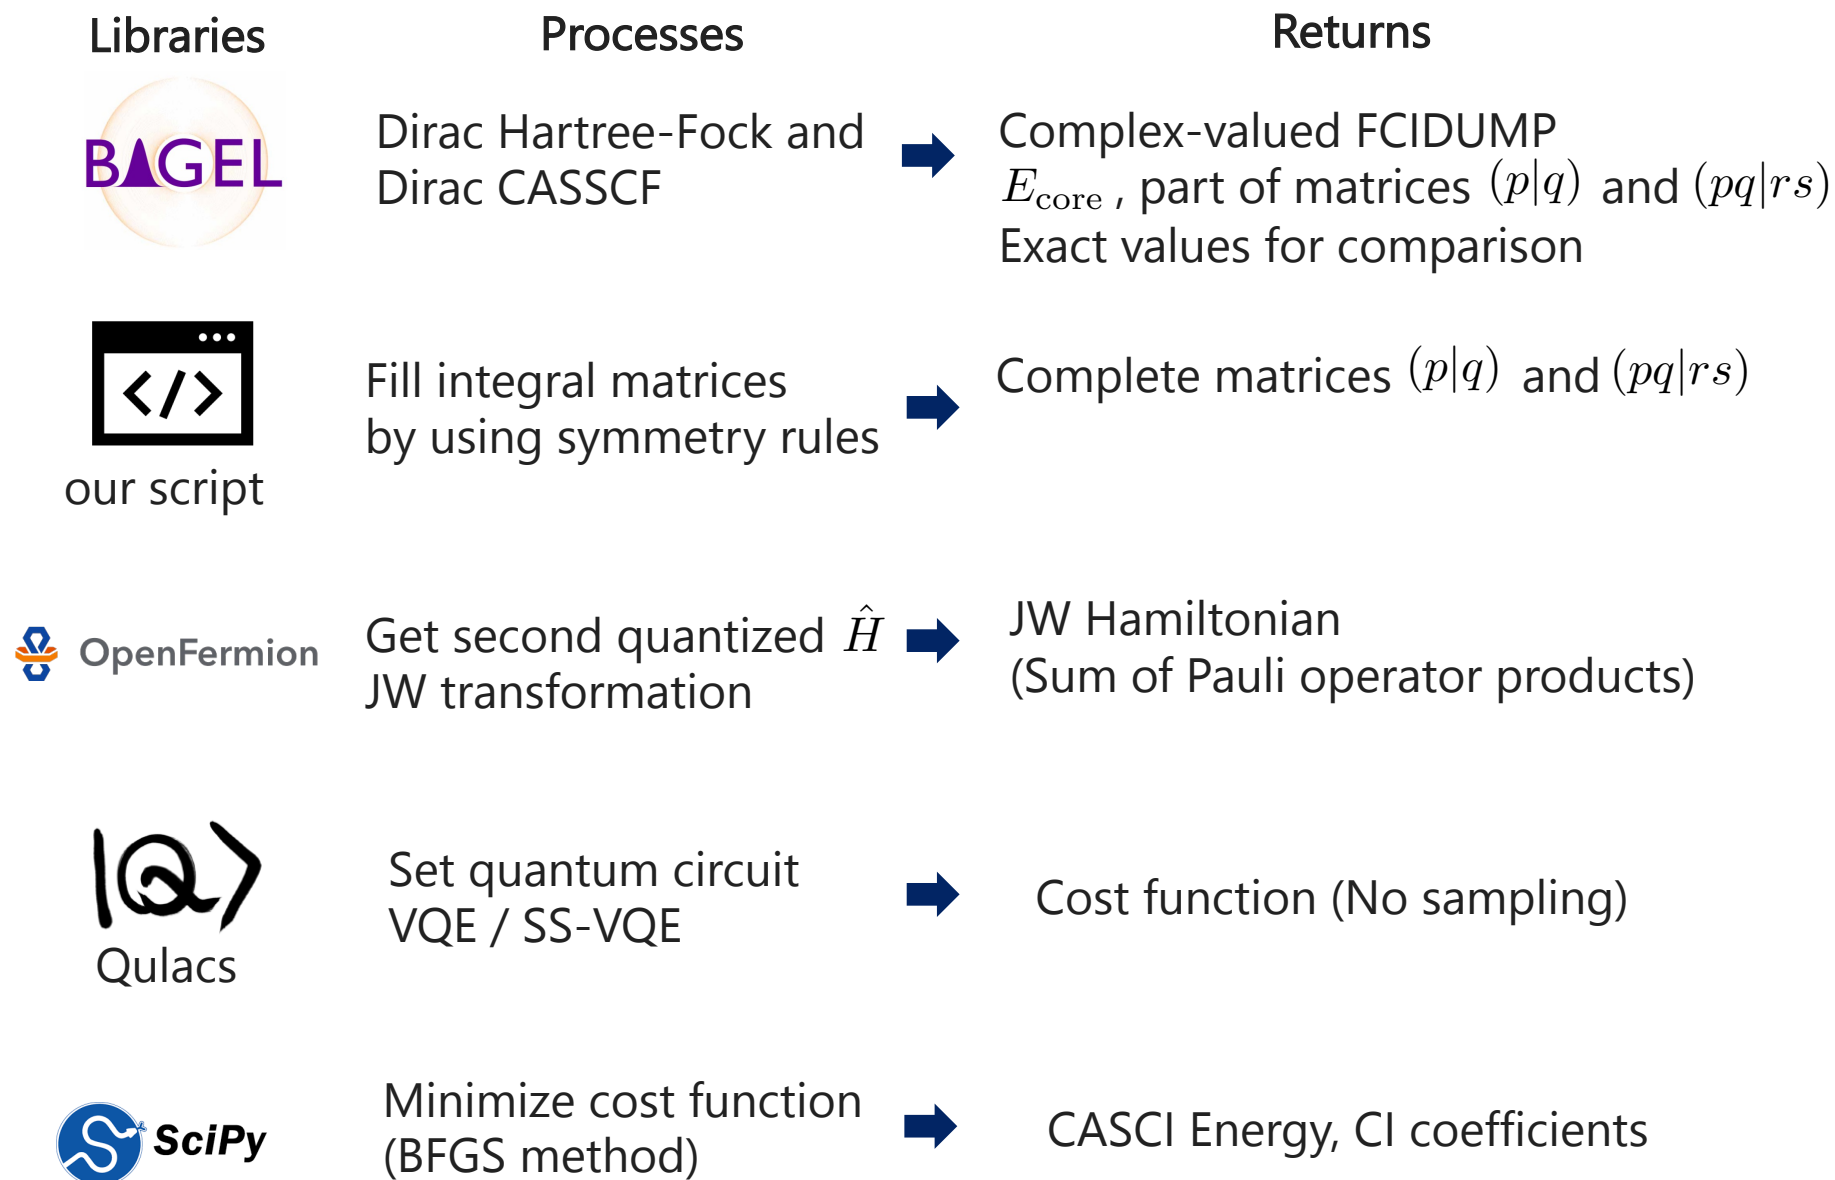 Libraries Processes Returns
BAGEL
Dirac Hartree-Fock and
Dirac CASSCF
Complex-valued FCIDUMP
E_core , part of matrices (p|q) and (pq|rs)
Exact values for comparison
</>
our script
Fill integral matrices
by using symmetry rules
Complete matrices (p|q) and (pq|rs)
OpenFermion
Get second quantized Ĥ
JW transformation
JW Hamiltonian
(Sum of Pauli operator products)
|Q⟩
Qulacs
Set quantum circuit
VQE / SS-VQE
Cost function (No sampling)
SciPy
Minimize cost function
(BFGS method)
CASCI Energy, CI coefficients